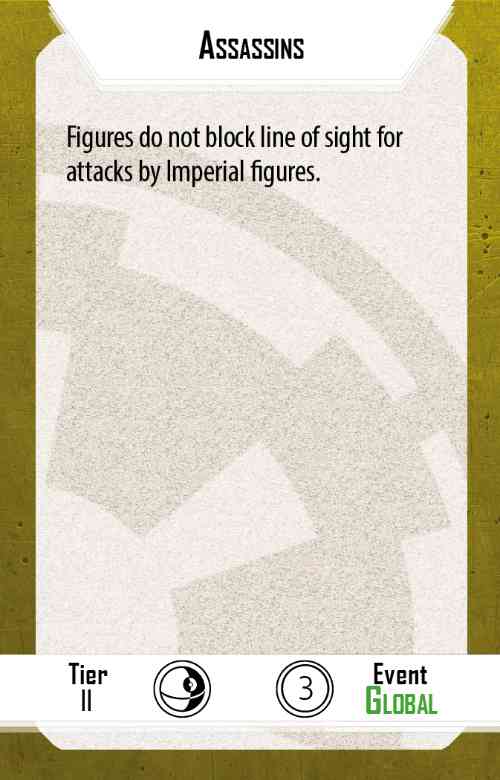 Assassins
Figures do not block line of sight for
attacks by Imperial figures.
Tier
II
3
Event
Global